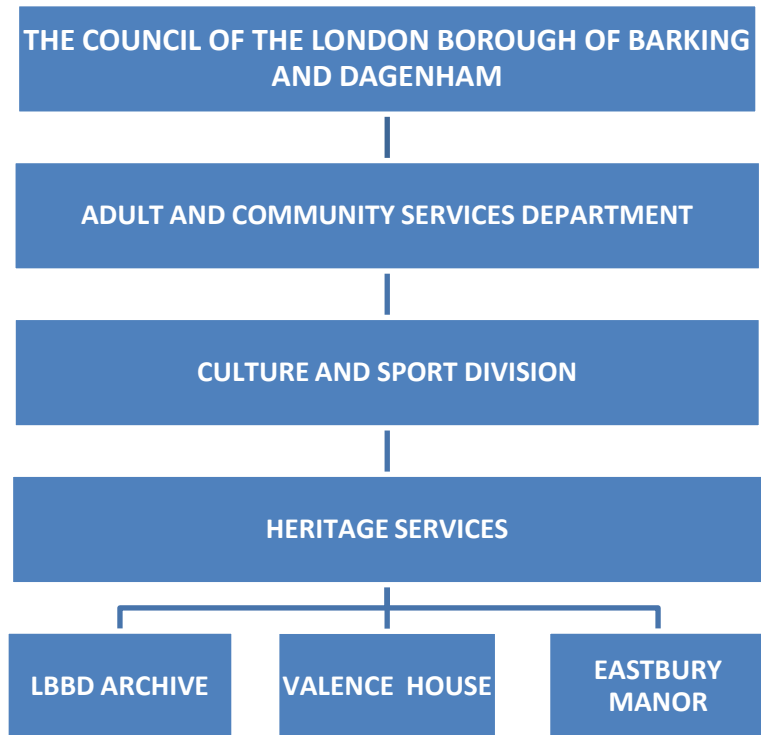 THE COUNCIL OF THE LONDON BOROUGH OF BARKING
AND DAGENHAM
ADULT AND COMMUNITY SERVICES DEPARTMENT
CULTURE AND SPORT DIVISION
HERITAGE SERVICES
LBBD ARCHIVE
VALENCE HOUSE
EASTBURY
MANOR